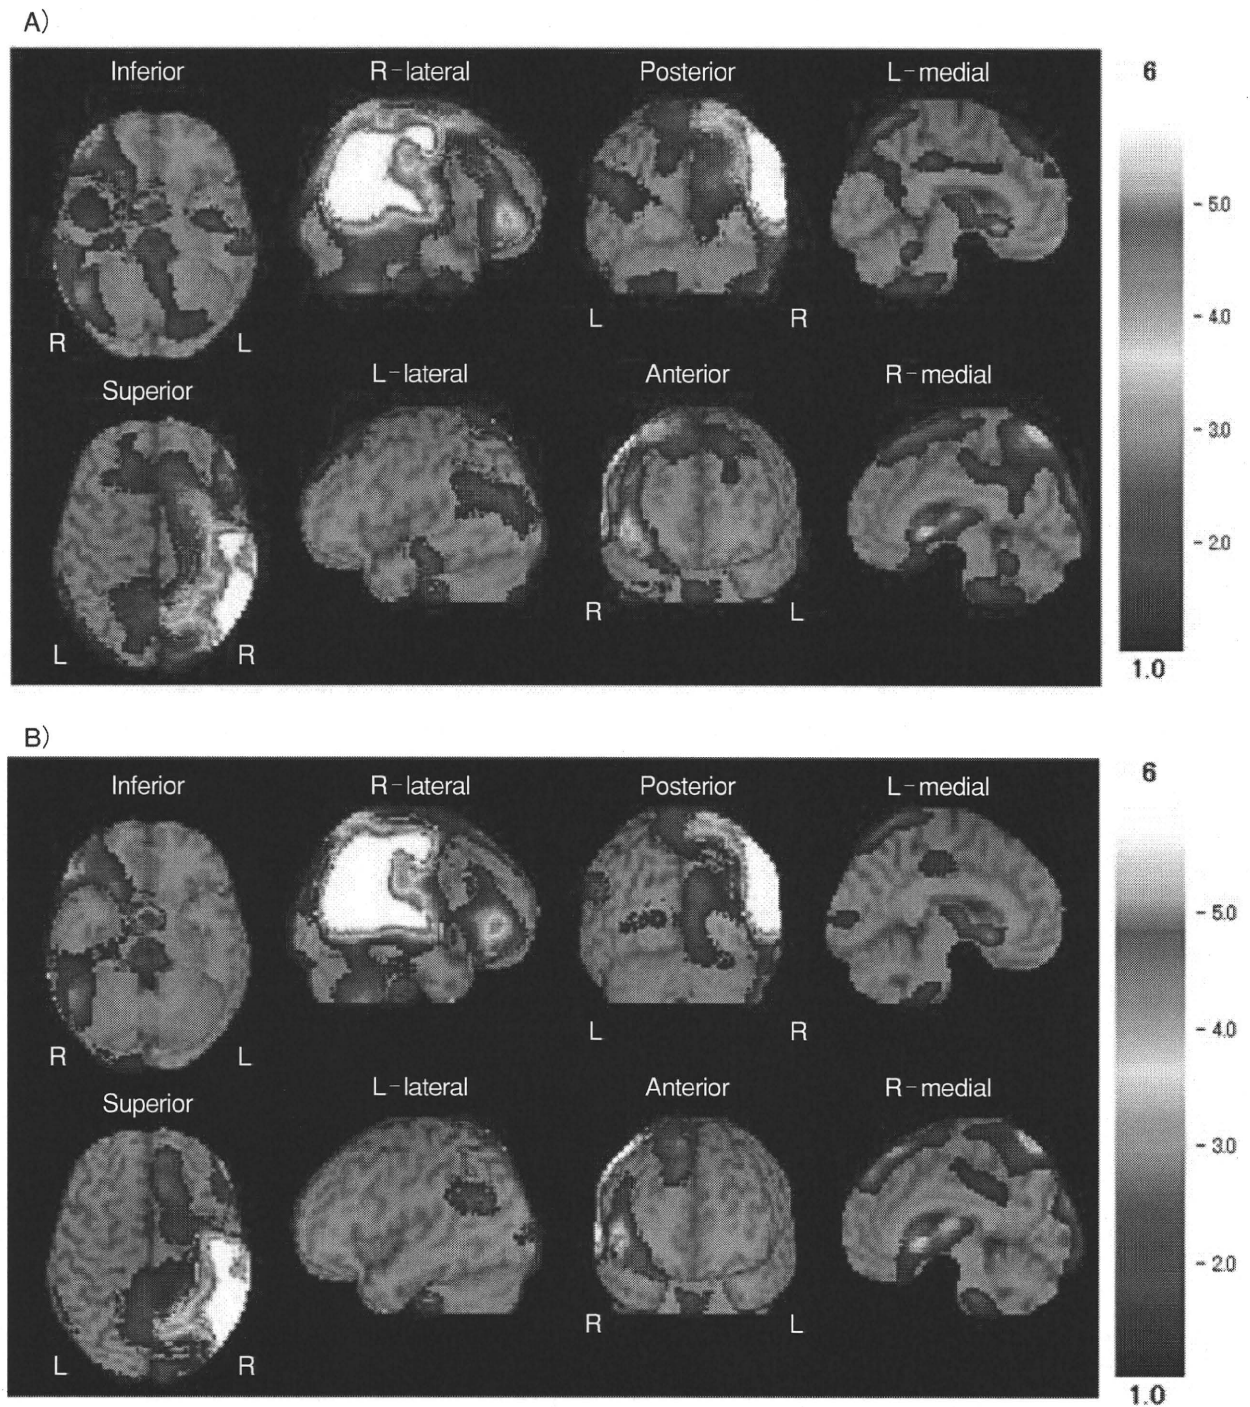 A)
Inferior R-lateral Posterior L-medial 6
5.0
4.0
L R
R L
3.0
Superior L-lateral Anterior R-medial
2.0
R L
L R
1.0
B)
Inferior R-lateral Posterior L-medial 6
5.0
4.0
L R
R L
Superior L-lateral Anterior R-medial
3.0
2.0
R L
L R
1.0